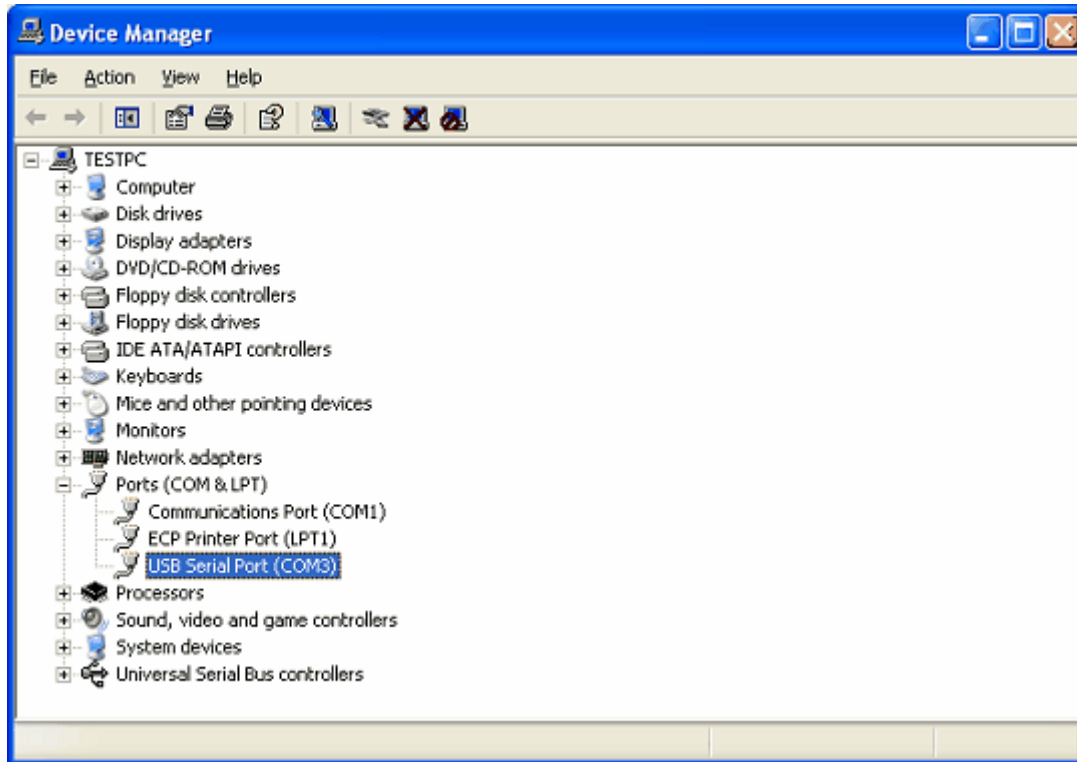 Device Manager
File Action View Help
TESTPC
Computer
Disk drives
Display adapters
DVD/CD-ROM drives
Floppy disk controllers
Floppy disk drives
IDE ATA/ATAPI controllers
Keyboards
Mice and other pointing devices
Monitors
Network adapters
Ports (COM & LPT)
Communications Port (COM1)
ECP Printer Port (LPT1)
USB Serial Port (COM3)
Processors
Sound, video and game controllers
System devices
Universal Serial Bus controllers